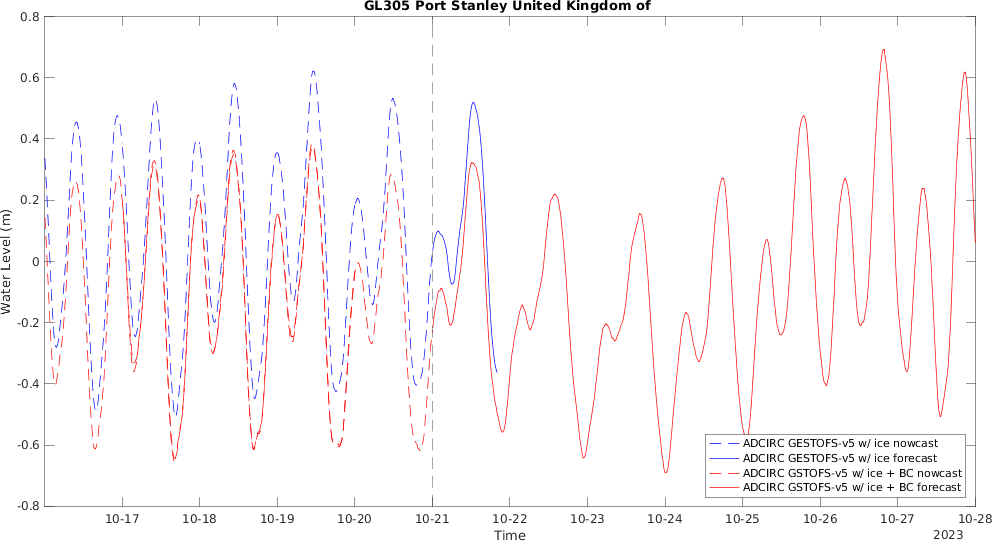 GL305 Port Stanley United Kingdom of
0.8
0.6
0.4
0.2
0
-0.2
-0.4
-0.6
-0.8
Water Level (m)
10-17 10-18 10-19 10-20 10-21 10-22 10-23 10-24 10-25 10-26 10-27 10-28
Time
2023
ADCIRC GESTOFS-v5 w/ ice nowcast
ADCIRC GESTOFS-v5 w/ ice forecast
ADCIRC GSTOFS-v5 w/ ice + BC nowcast
ADCIRC GSTOFS-v5 w/ ice + BC forecast